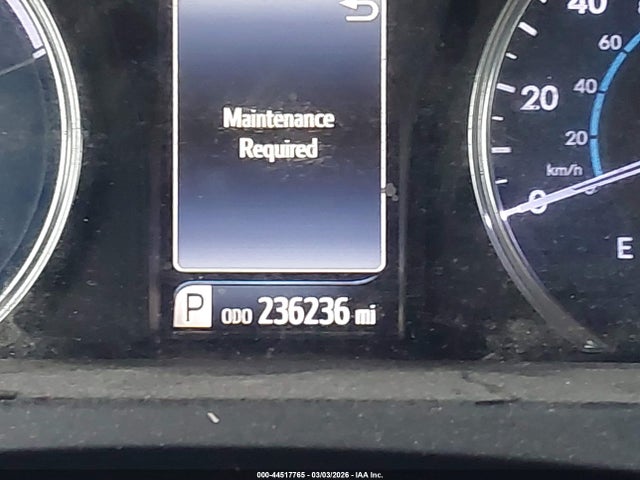 Maintenance
Required
P ODO 236236 mi
40
20
0
60
40
20
km/h
0
E
000-44517765 - 03/03/2026 - IAA Inc.